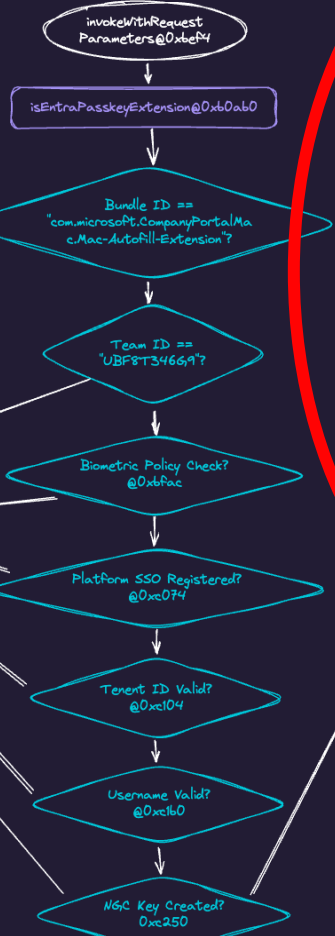 invokeWithRequest
Parameters@0xbef4
isEntraPasskeyExtension@0xb0ab0
Bundle ID ==
"com.microsoft.CompanyPortalMa
c.Mac-Autofill-Extension"?
Team ID ==
"UBF8T346G9"?
Biometric Policy Check?
@0xbfac
Platform SSO Registered?
@0xc074
Tenent ID Valid?
@0xc104
Username Valid?
@0xc1b0
NGC Key Created?
0xc250